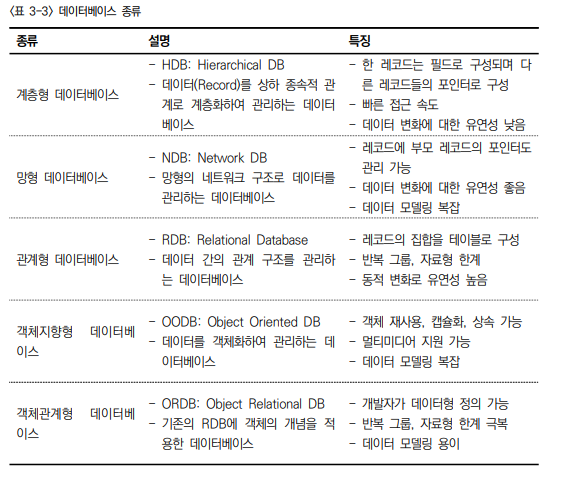 <표 3-3> 데이터베이스 종류
종류 설명 특징
계층형 데이터베이스
- HDB: Hierarchical DB
- 데이터(Record)를 상하 종속적 관
계로 계층화하여 관리하는 데이터
베이스
- 한 레코드는 필드로 구성되며 다
른 레코드들의 포인터로 구성
- 빠른 접근 속도
- 데이터 변화에 대한 유연성 낮음
망형 데이터베이스
- NDB: Network DB
- 망형의 네트워크 구조로 데이터를
관리하는 데이터베이스
- 레코드에 부모 레코드의 포인터도
관리 가능
- 데이터 변화에 대한 유연성 좋음
- 데이터 모델링 복잡
관계형 데이터베이스
- RDB: Relational Database
- 데이터 간의 관계 구조를 관리하
는 데이터베이스
- 레코드의 집합을 테이블로 구성
- 반복 그룹, 자료형 한계
- 동적 변화로 유연성 높음
객체지향형 데이터베
이스
- OODB: Object Oriented DB
- 데이터를 객체화하여 관리하는 데
이터베이스
- 객체 재사용, 캡슐화, 상속 가능
- 멀티미디어 지원 가능
- 데이터 모델링 복잡
객체관계형 데이터베
이스
- ORDB: Object Relational DB
- 기존의 RDB에 객체의 개념을 적
용한 데이터베이스
- 개발자가 데이터형 정의 가능
- 반복 그룹, 자료형 한계 극복
- 데이터 모델링 용이